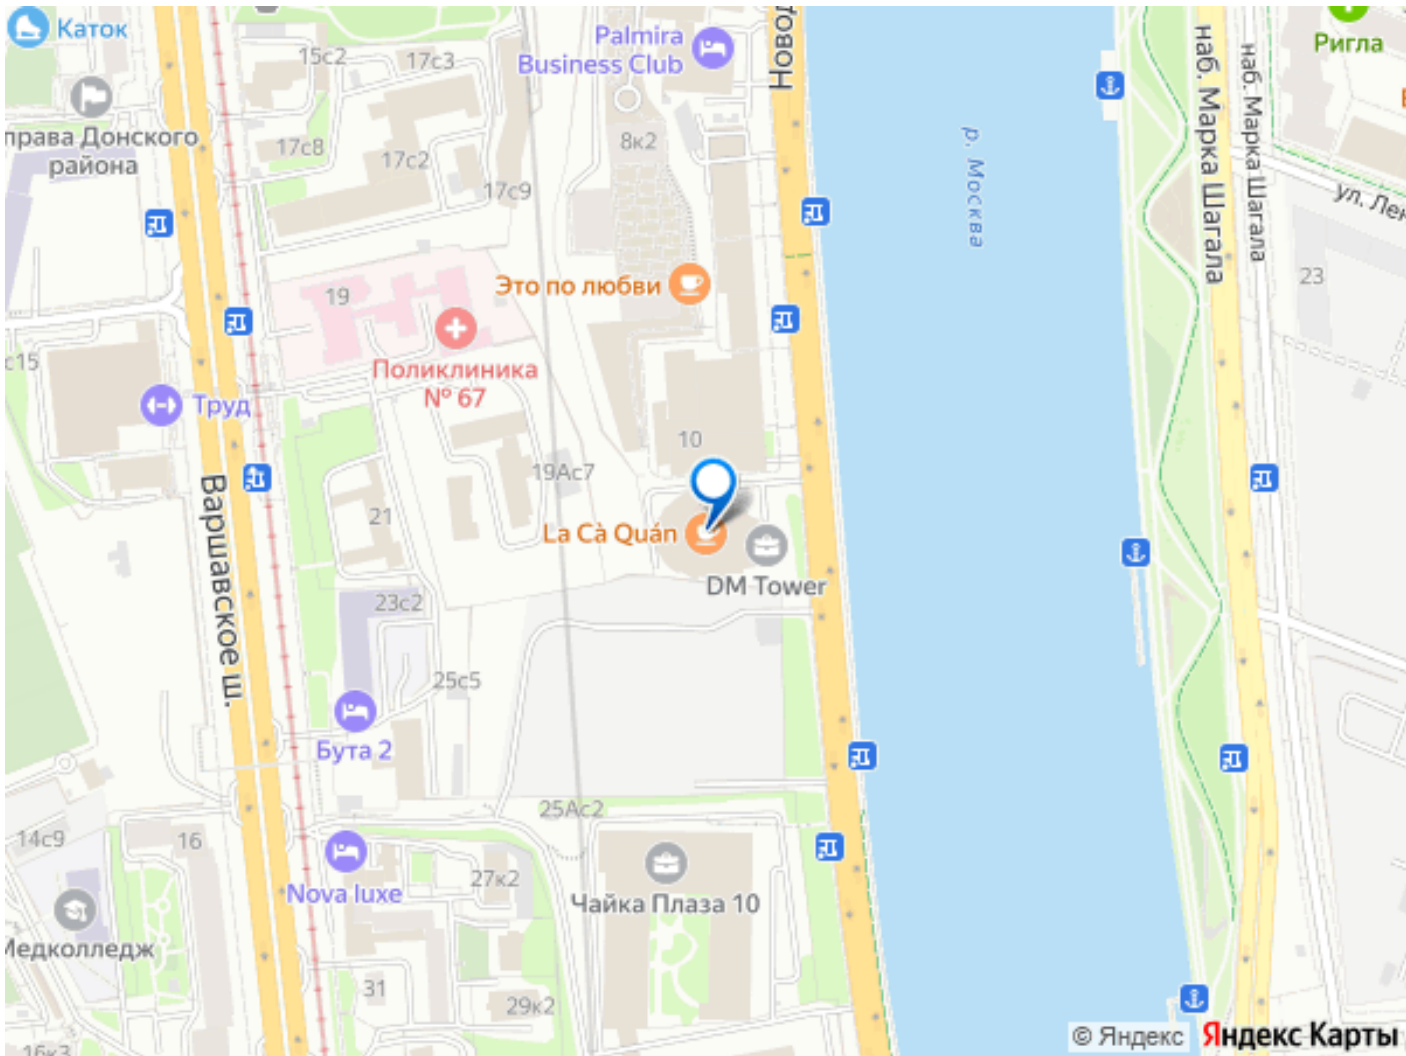 Каток
Palmira
Business Club
Новод
наб. Марка Шагала
наб. Марка Шагала
Ригла
15с2
17с3
права Донского
района
17с8
17с2
8к2
17с9
р. Москва
ул. Лен
23
19
Это по любви
Поликлиника
№ 67
с15
Труд
10
19Ас7
Варшавское ш.
21
La Cà Quán
DM Tower
23с2
25с5
Бута 2
25Ас2
14с9
16
Nova luxe
27к2
Чайка Плаза 10
Медколледж
31
29к2
16к3
© Яндекс
Яндекс Карты